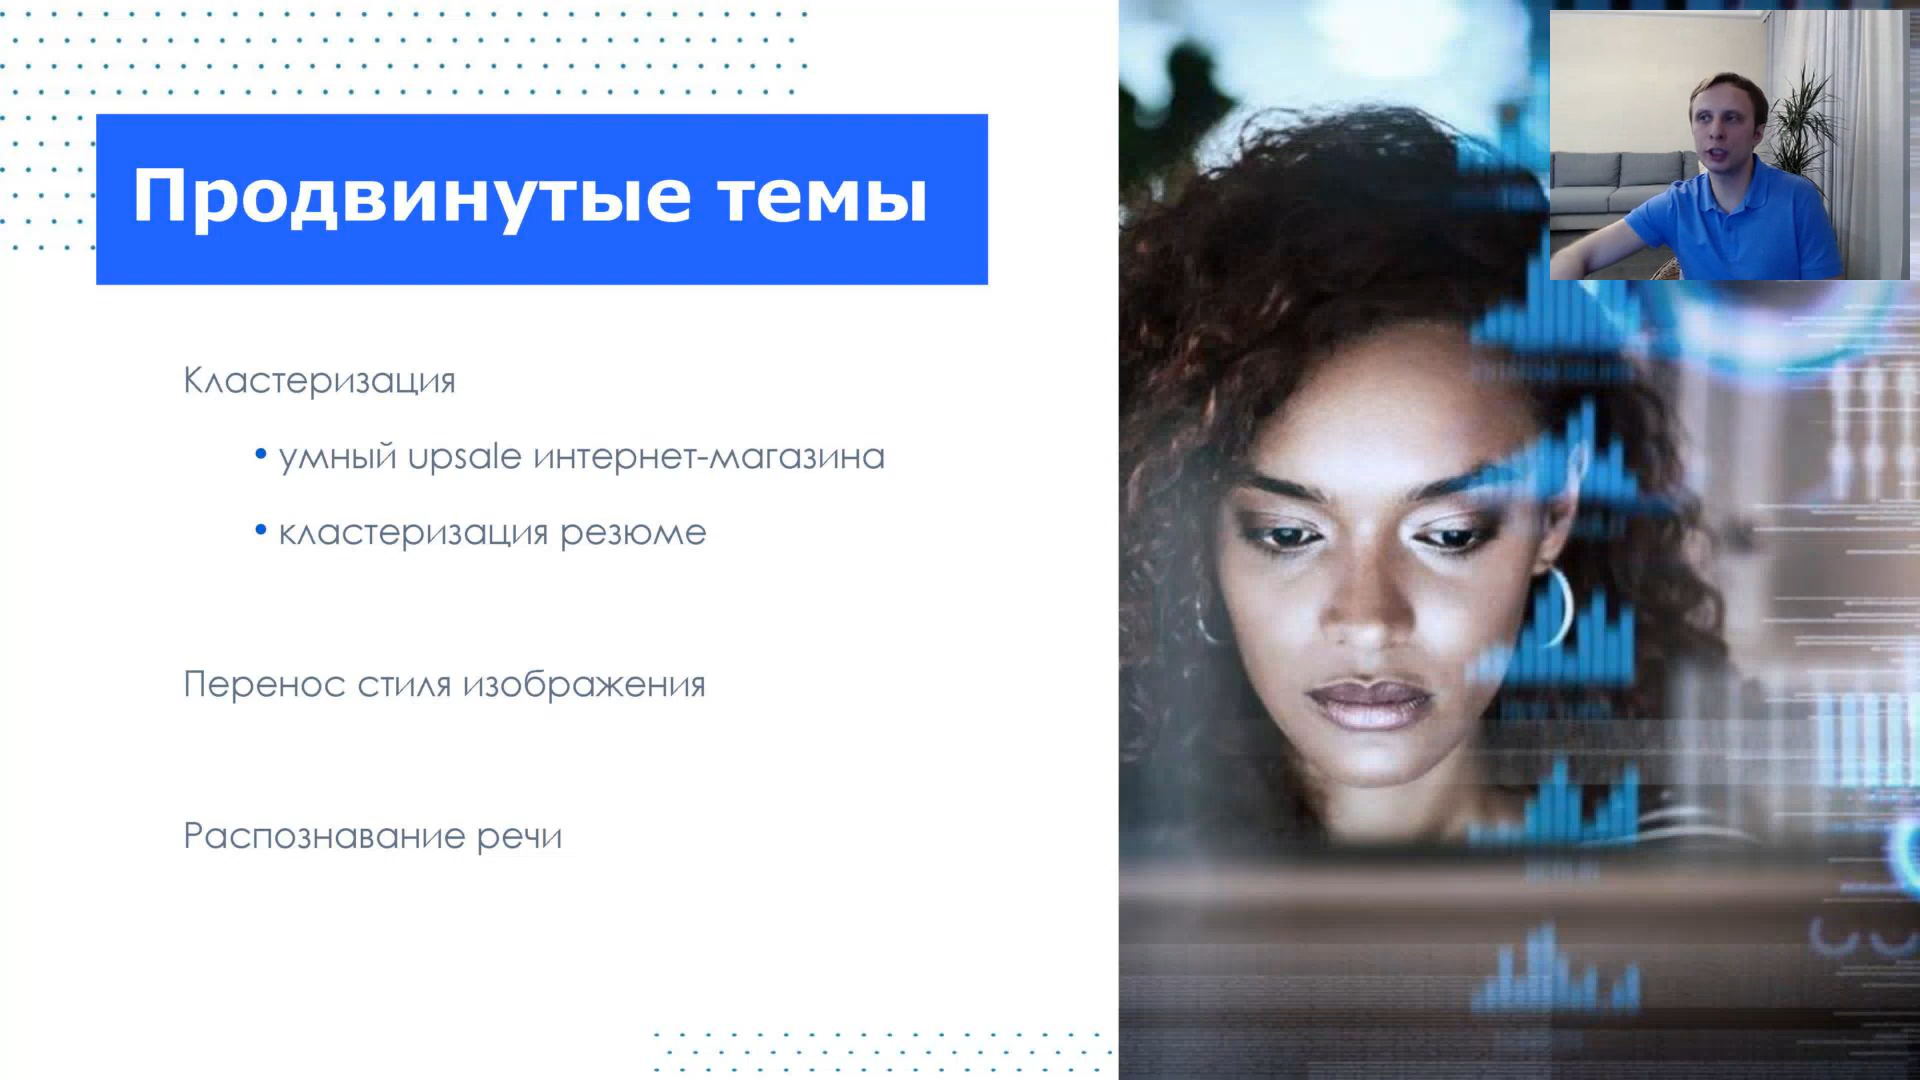 Продвинутые темы
Кластеризация
• умный upsale интернет-магазина
• кластеризация резюме
Перенос стиля изображения
Распознавание речи